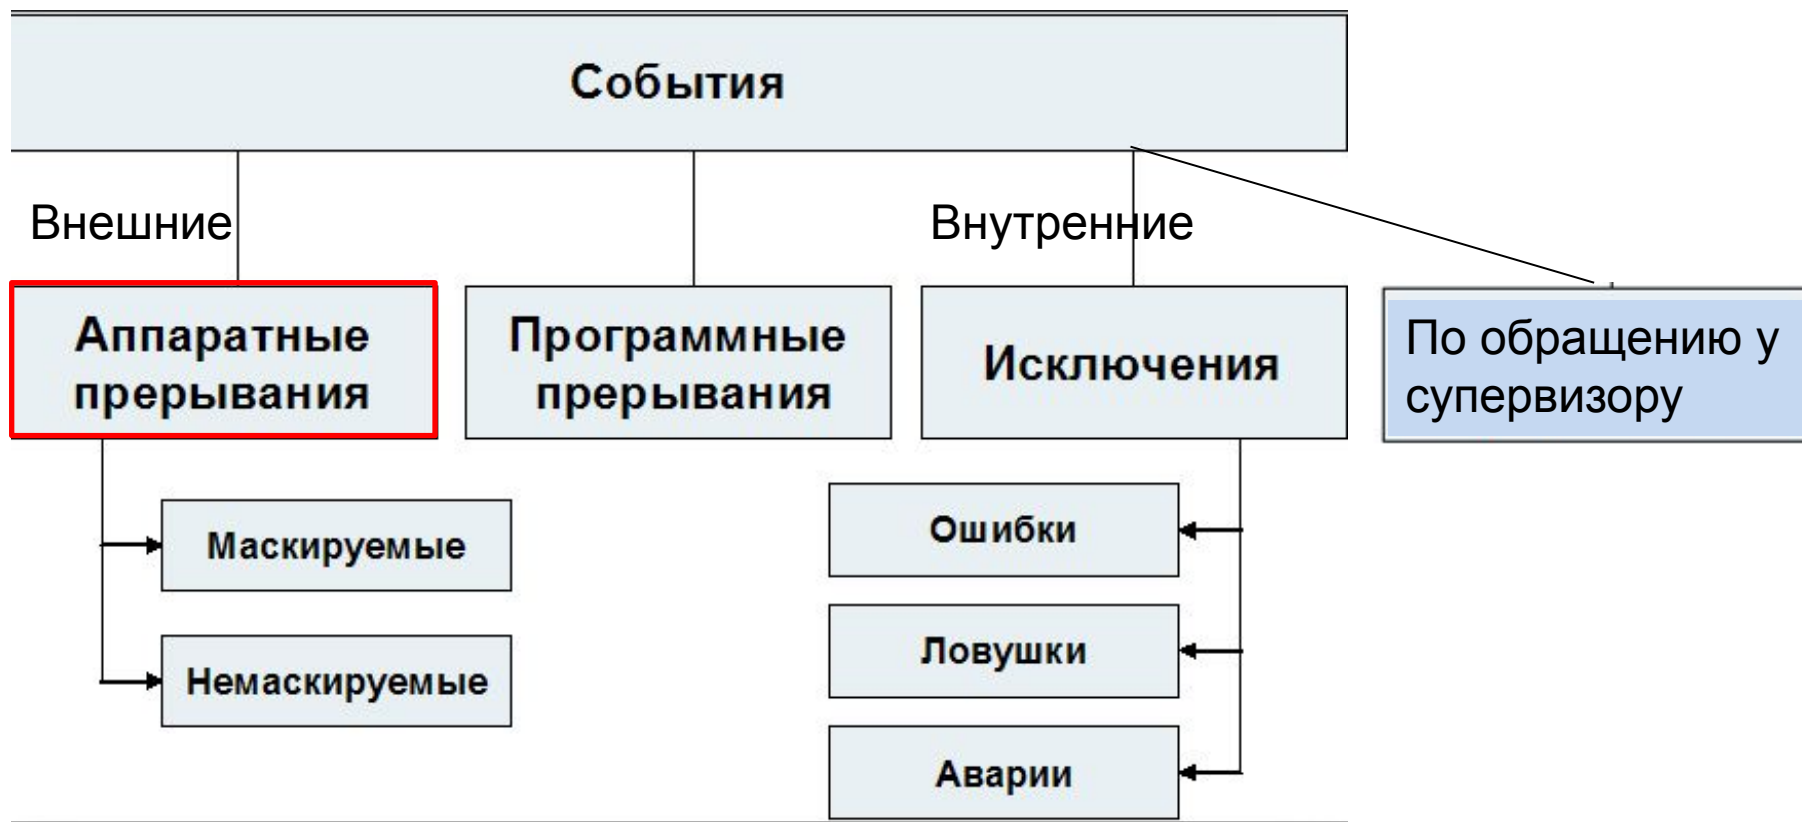 События
Внешние
Внутренние
Аппаратные
прерывания
Программные
прерывания
Исключения
По обращению у
супервизору
Маскируемые
Немаскируемые
Ошибки
Ловушки
Аварии